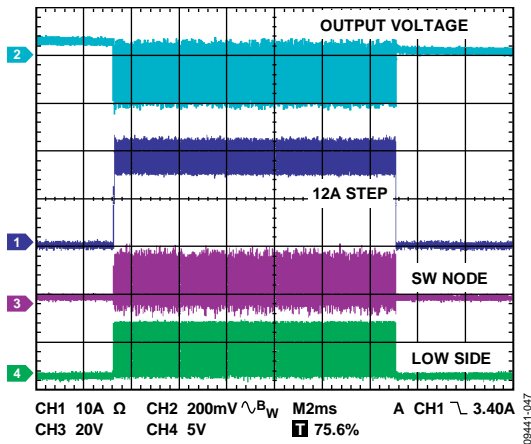 OUTPUT VOLTAGE
2
12A STEP
1
SW NODE
3
LOW SIDE
4
CH1 10A Ω CH2 200mV ∿BW M2ms A CH1 ㄟ 3.40A
CH3 20V CH4 5V T 75.6%
09441-047